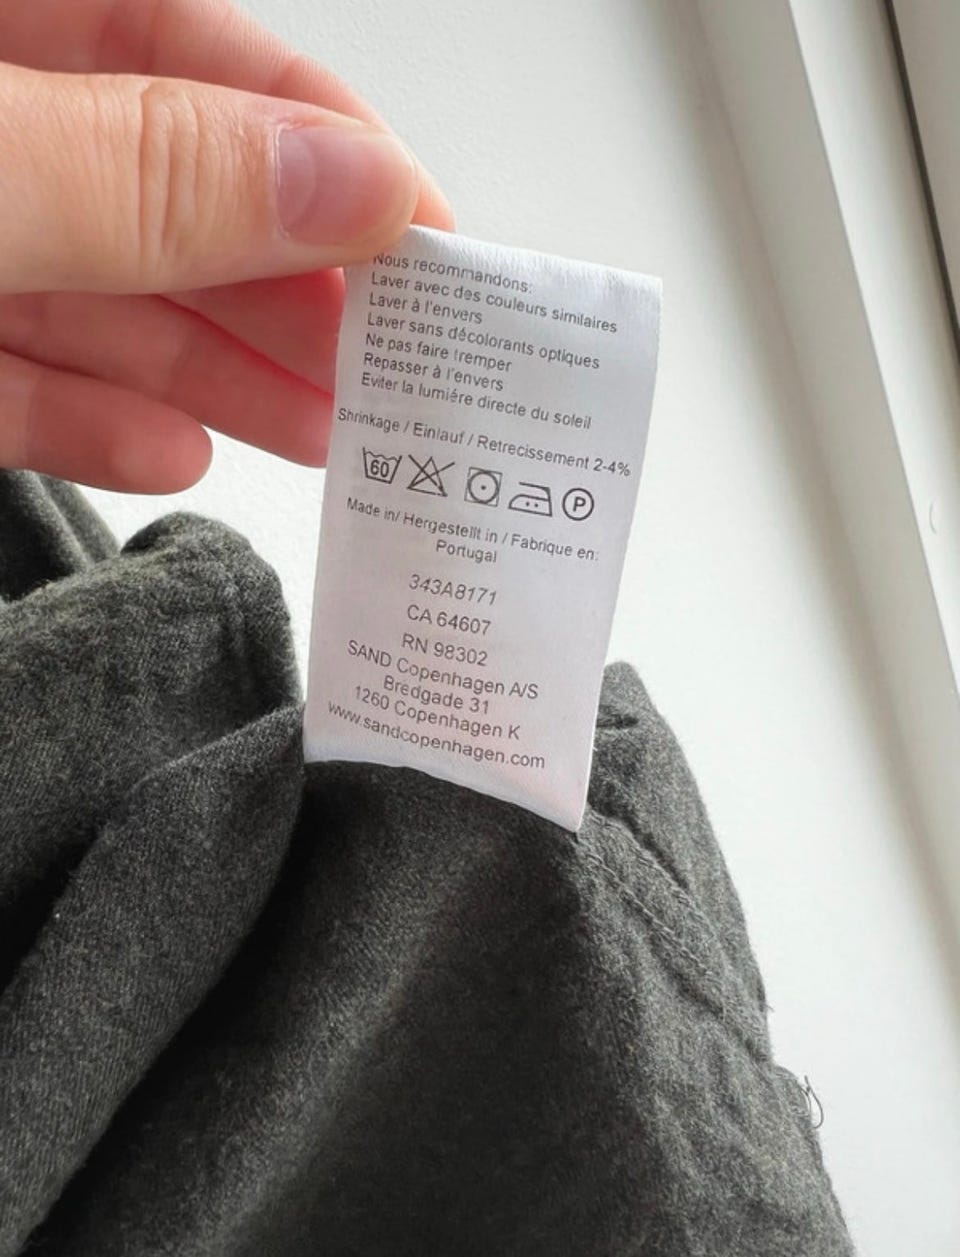 Nous recommandons:
Laver avec des couleurs similaires
Laver à l'envers
Laver sans décolorants optiques
Ne pas faire tremper
Repasser à l'envers
Eviter la lumiére directe du soleil
Shrinkage / Einlauf / Retrecissement 2-4%
60 P
Made in/ Hergestellt in / Fabrique en:
Portugal
343A8171
CA 64607
RN 98302
SAND Copenhagen A/S
Bredgade 31
1260 Copenhagen K
www.sandcopenhagen.com